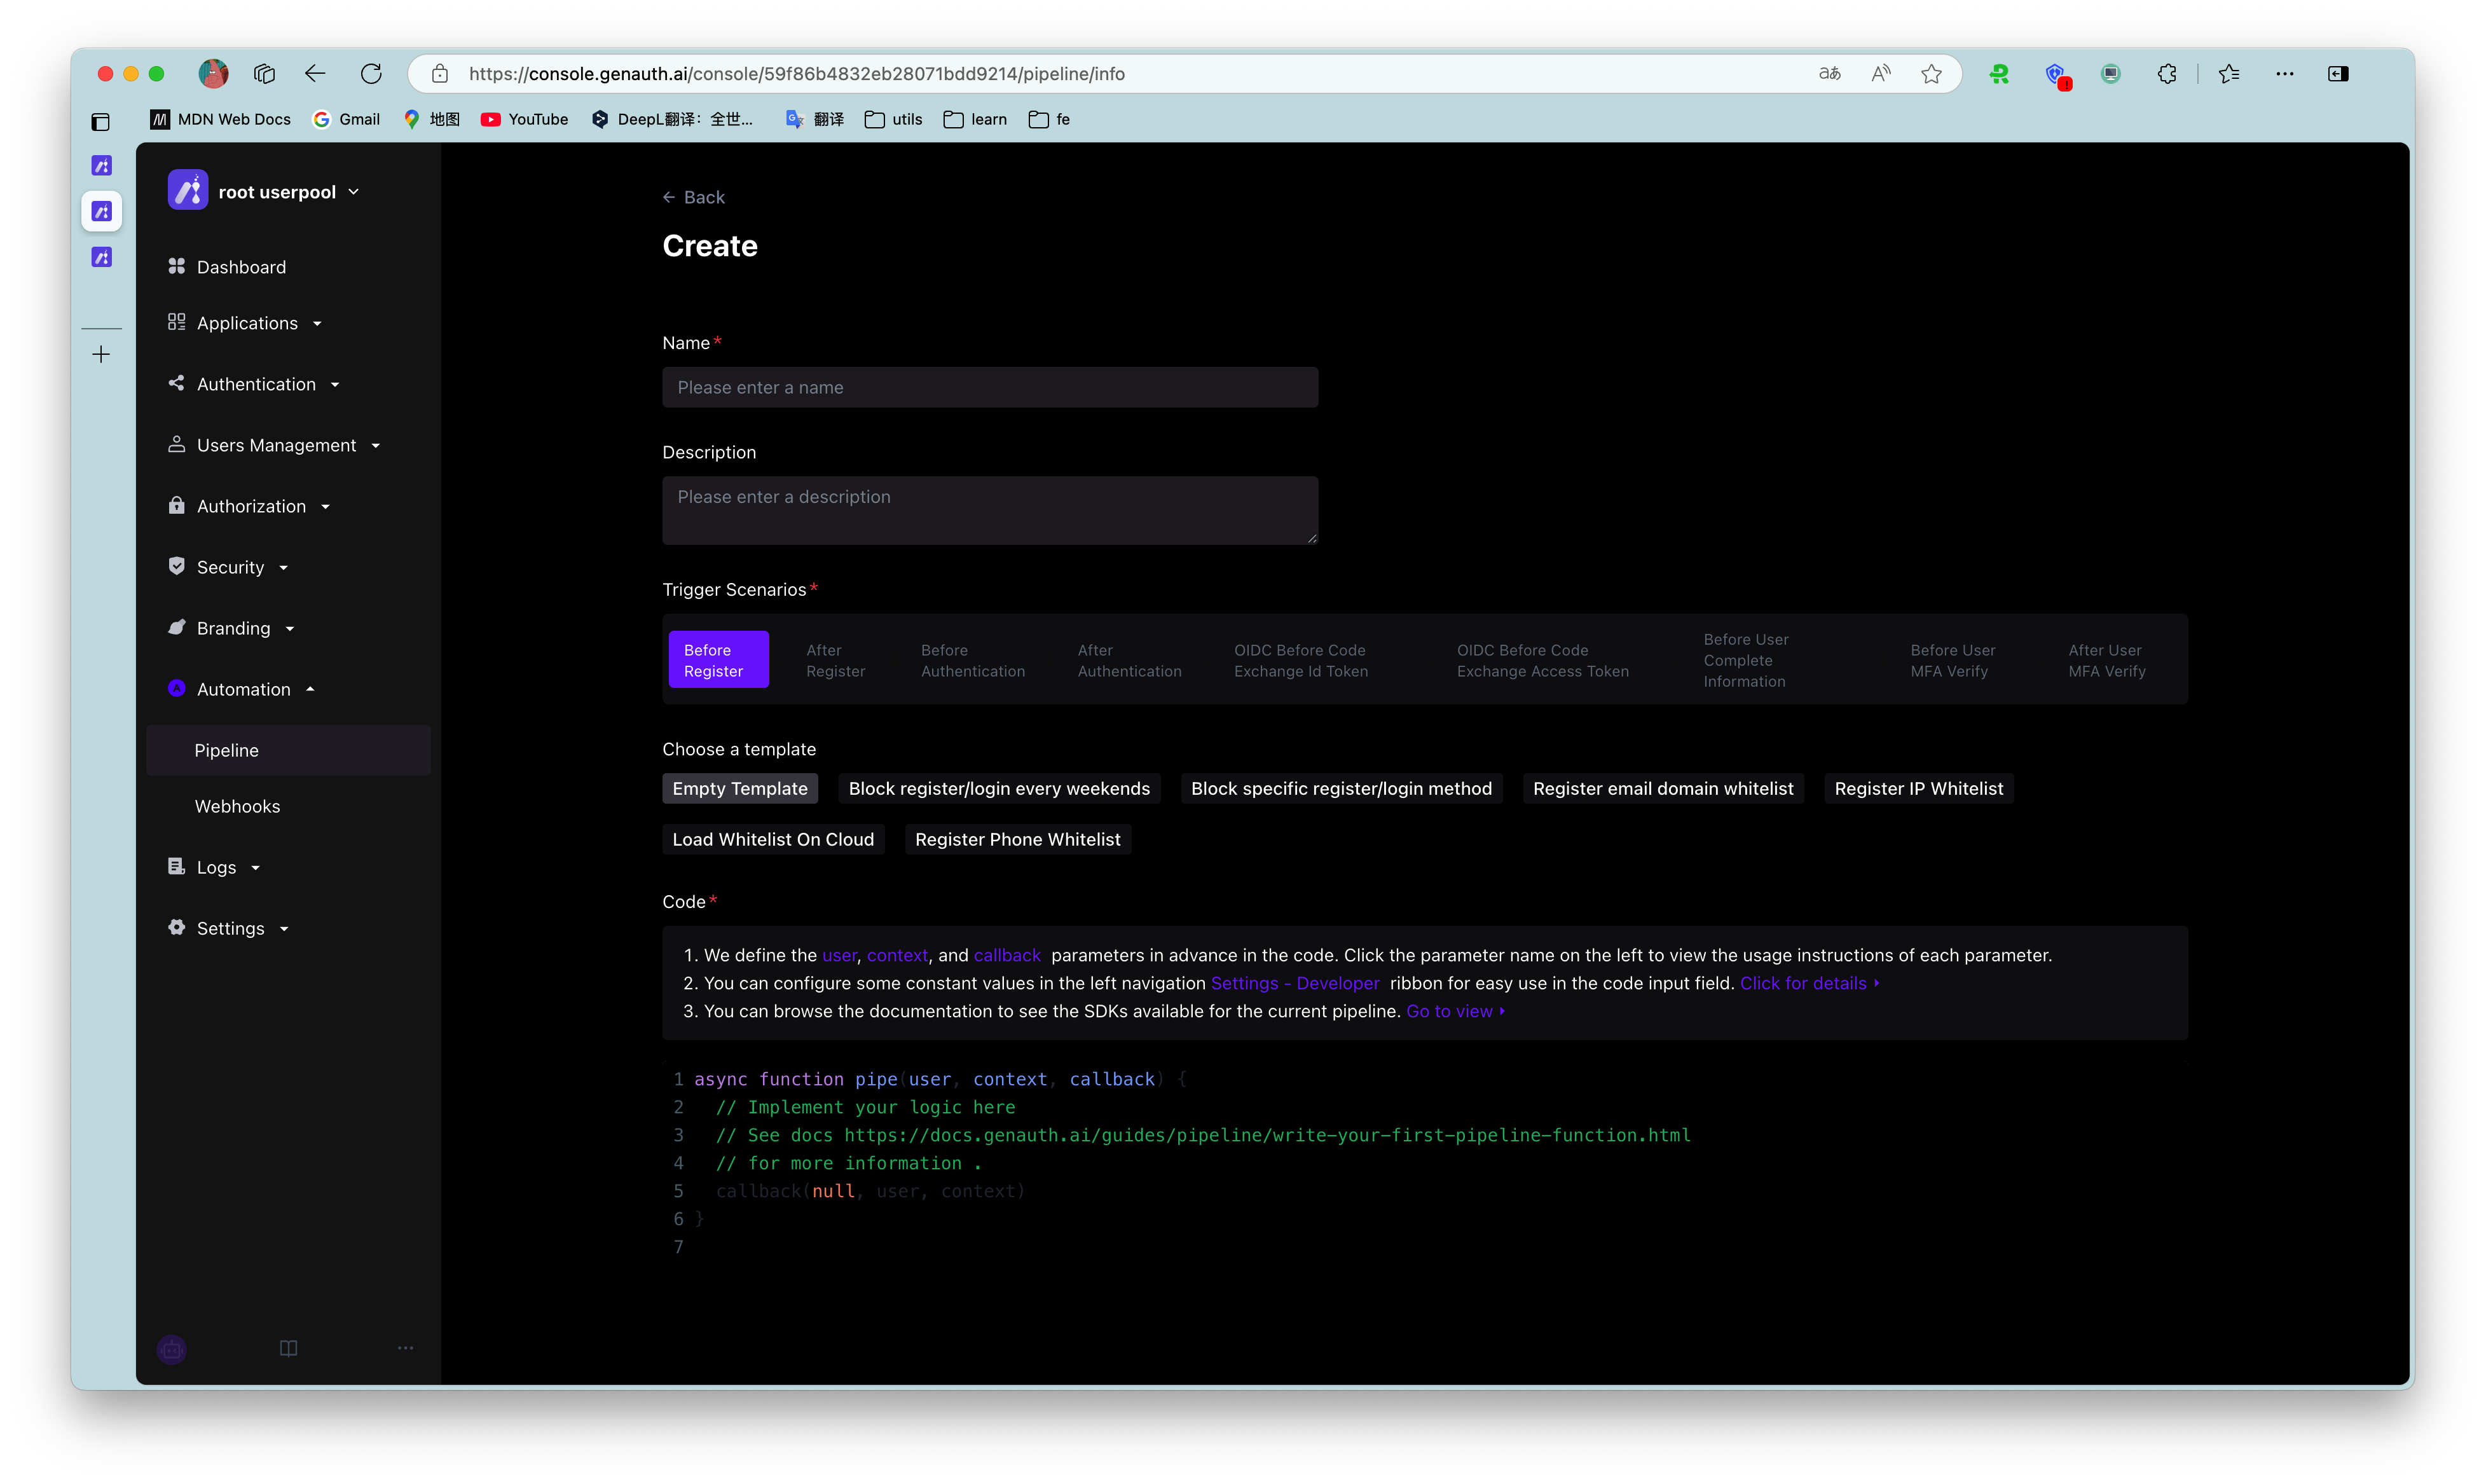 https://console.genauth.ai/console/59f86b4832eb28071bdd9214/pipeline/info
MDN Web Docs
Gmail
地图
YouTube
DeepL翻译：全世...
翻译
utils
learn
fe
root userpool
Dashboard
Applications
Authentication
Users Management
Authorization
Security
Branding
Automation
Pipeline
Webhooks
Logs
Settings
Back
Create
Name*
Please enter a name
Description
Please enter a description
Trigger Scenarios*
Before Register
After Register
Before Authentication
After Authentication
OIDC Before Code Exchange Id Token
OIDC Before Code Exchange Access Token
Before User Complete Information
Before User MFA Verify
After User MFA Verify
Choose a template
Empty Template
Block register/login every weekends
Block specific register/login method
Register email domain whitelist
Register IP Whitelist
Load Whitelist On Cloud
Register Phone Whitelist
Code*
1. We define the user, context, and callback parameters in advance in the code. Click the parameter name on the left to view the usage instructions of each parameter.
2. You can configure some constant values in the left navigation Settings - Developer ribbon for easy use in the code input field. Click for details
3. You can browse the documentation to see the SDKs available for the current pipeline. Go to view
1 async function pipe(user, context, callback) {
2 // Implement your logic here
3 // See docs https://docs.genauth.ai/guides/pipeline/write-your-first-pipeline-function.html
4 // for more information .
5 callback(null, user, context)
6 }
7